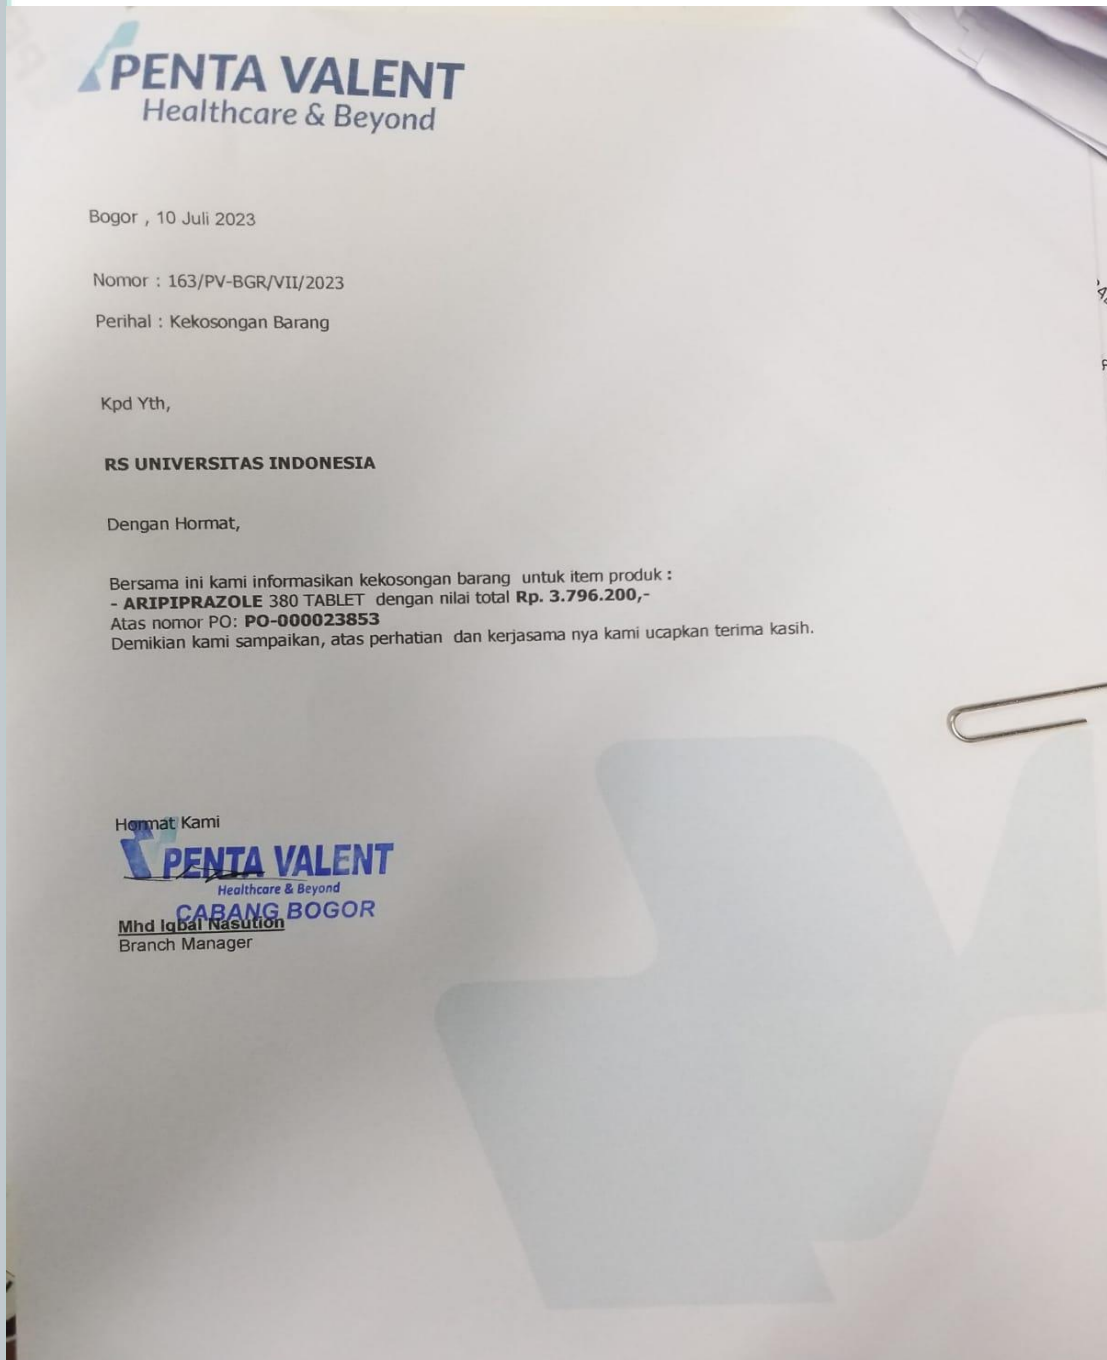 PENTA VALENT
Healthcare & Beyond
Bogor , 10 Juli 2023
Nomor : 163/PV-BGR/VII/2023
Perihal : Kekosongan Barang
Kpd Yth,
RS UNIVERSITAS INDONESIA
Dengan Hormat,
Bersama ini kami informasikan kekosongan barang untuk item produk :
- ARIPIPRAZOLE 380 TABLET dengan nilai total Rp. 3.796.200,-
Atas nomor PO: PO-000023853
Demikian kami sampaikan, atas perhatian dan kerjasama nya kami ucapkan terima kasih.
Hormat Kami
PENTA VALENT
Healthcare & Beyond
CABANG BOGOR
Mhd Iqbal Nasution
Branch Manager